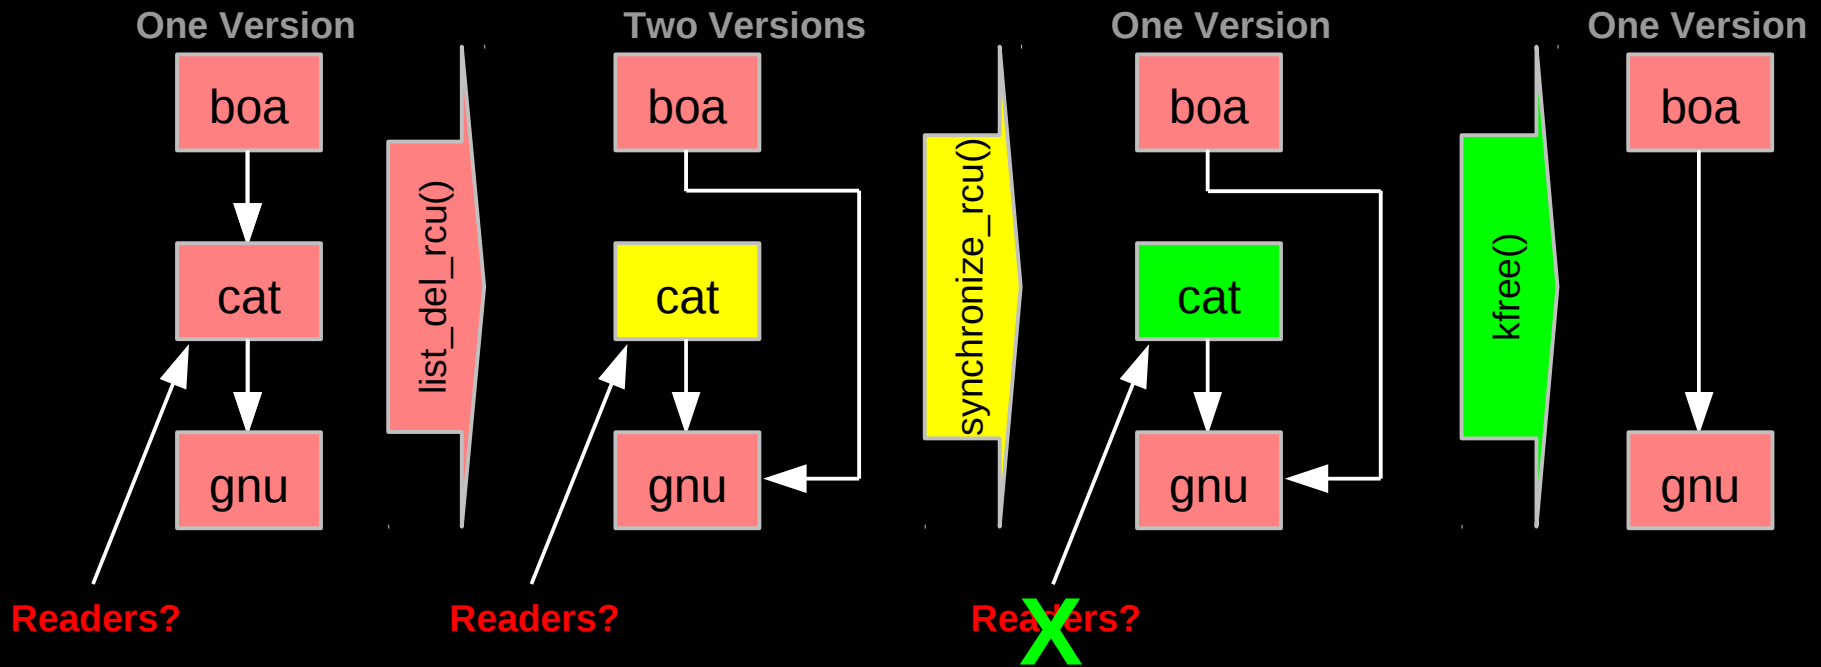 One Version
Two Versions
One Version
One Version
boa
boa
boa
boa
list_del_rcu()
synchronize_rcu()
kfree()
cat
cat
cat
gnu
gnu
gnu
gnu
Readers?
Readers?
Readers?
X